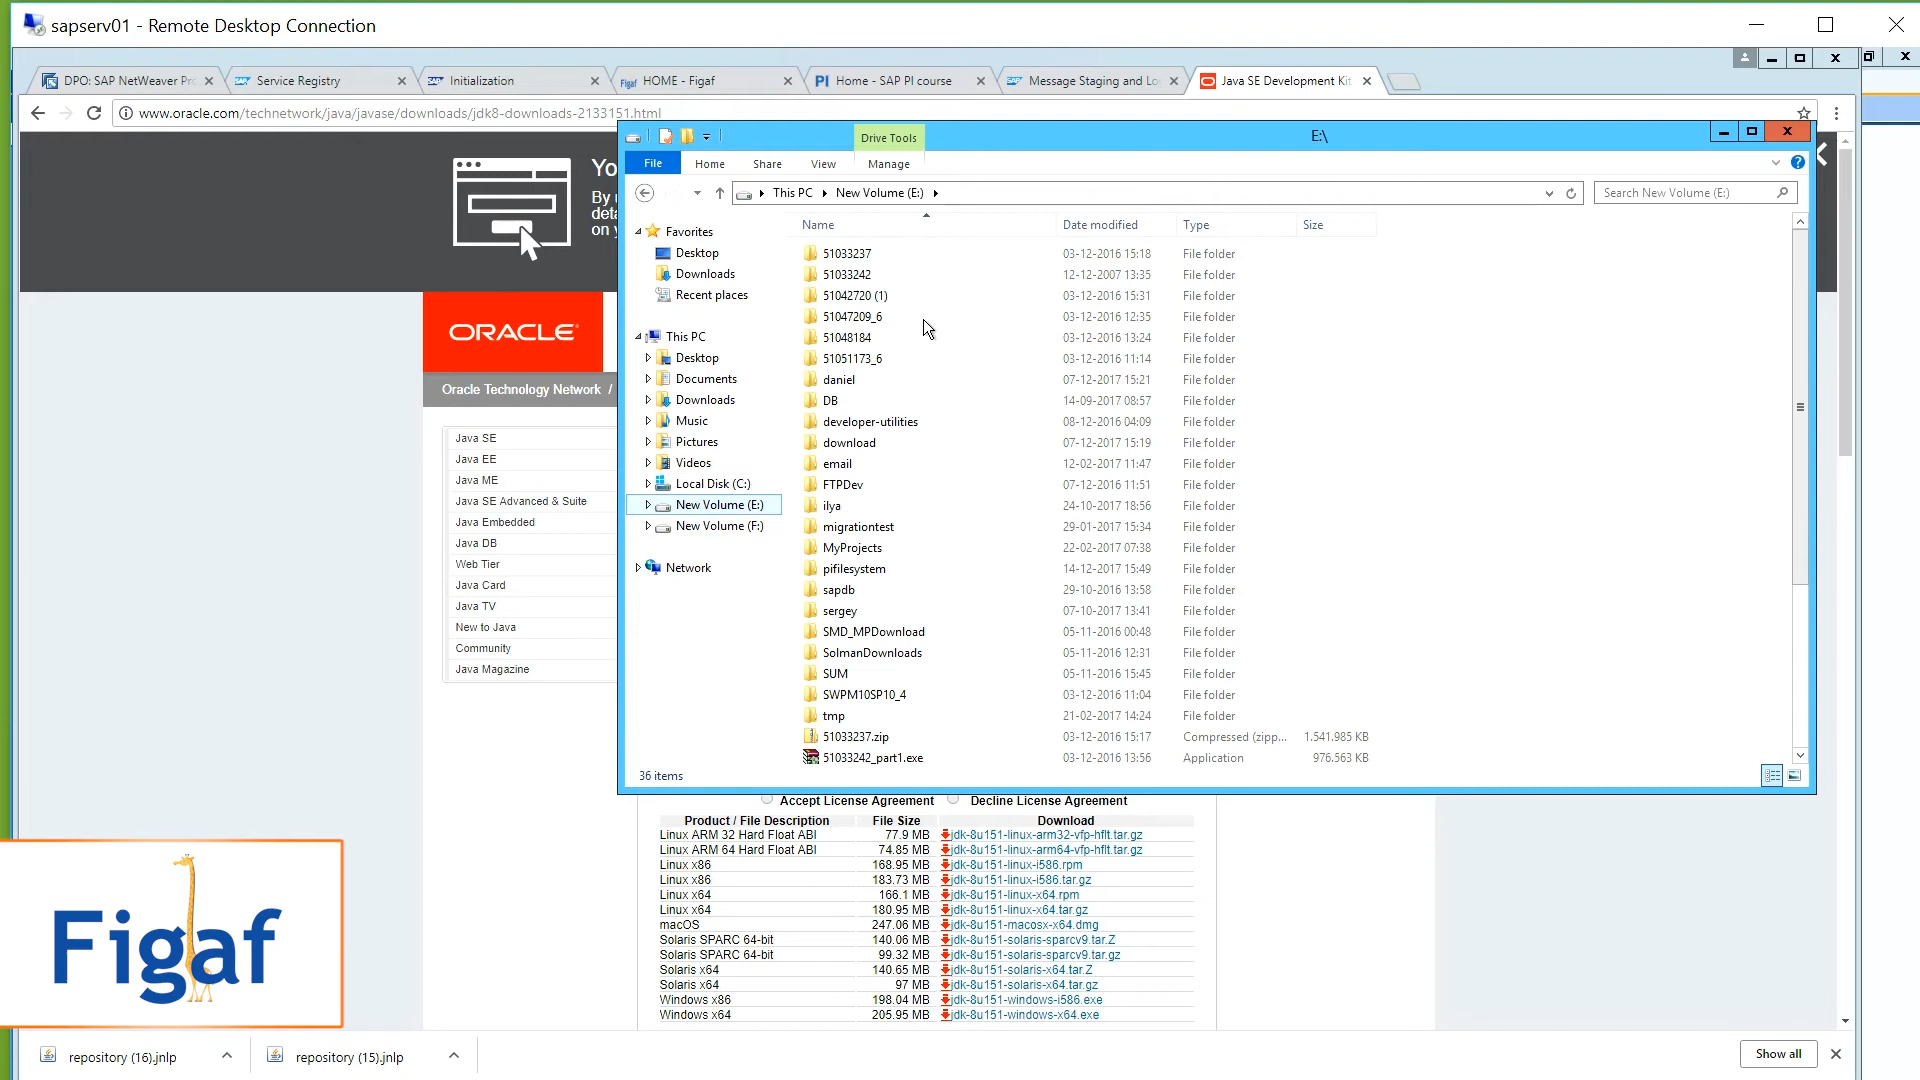 sapserv01 - Remote Desktop Connection
DPO: SAP NetWeaver Pro
Service Registry
Initialization
HOME - Figaf
Home - SAP PI course
Message Staging and Lo
Java SE Development Kit
www.oracle.com/technetwork/java/javase/downloads/jdk8-downloads-2133151.html
Yo
By u
deta
on y
ORACLE
Oracle Technology Network /
Java SE
Java EE
Java ME
Java SE Advanced & Suite
Java Embedded
Java DB
Web Tier
Java Card
Java TV
New to Java
Community
Java Magazine
Drive Tools
E:\
File
Home
Share
View
Manage
This PC
New Volume (E:)
Search New Volume (E:)
Favorites
Desktop
Downloads
Recent places
This PC
Desktop
Documents
Downloads
Music
Pictures
Videos
Local Disk (C:)
New Volume (E:)
New Volume (F:)
Network
Name Date modified Type Size
51033237 03-12-2016 15:18 File folder
51033242 12-12-2007 13:35 File folder
51042720 (1) 03-12-2016 15:31 File folder
51047209_6 03-12-2016 12:35 File folder
51048184 03-12-2016 13:24 File folder
51051173_6 03-12-2016 11:14 File folder
daniel 07-12-2017 15:21 File folder
DB 14-09-2017 08:57 File folder
developer-utilities 08-12-2016 04:09 File folder
download 07-12-2017 15:19 File folder
email 12-02-2017 11:47 File folder
FTPDev 07-12-2016 11:51 File folder
ilya 24-10-2017 18:56 File folder
migrationtest 29-01-2017 15:34 File folder
MyProjects 22-02-2017 07:38 File folder
pifilesystem 14-12-2017 15:49 File folder
sapdb 29-10-2016 13:58 File folder
sergey 07-10-2017 13:41 File folder
SMD_MPDownload 05-11-2016 00:48 File folder
SolmanDownloads 05-11-2016 12:31 File folder
SUM 05-11-2016 15:45 File folder
SWPM10SP10_4 03-12-2016 11:04 File folder
tmp 21-02-2017 14:24 File folder
51033237.zip 03-12-2016 15:17 Compressed (zipp... 1.541.985 KB
51033242_part1.exe 03-12-2016 13:56 Application 976.563 KB
36 items
Accept License Agreement Decline License Agreement
Product / File Description File Size Download
Linux ARM 32 Hard Float ABI 77.9 MB jdk-8u151-linux-arm32-vfp-hflt.tar.gz
Linux ARM 64 Hard Float ABI 74.85 MB jdk-8u151-linux-arm64-vfp-hflt.tar.gz
Linux x86 168.95 MB jdk-8u151-linux-i586.rpm
Linux x86 183.73 MB jdk-8u151-linux-i586.tar.gz
Linux x64 166.1 MB jdk-8u151-linux-x64.rpm
Linux x64 180.95 MB jdk-8u151-linux-x64.tar.gz
macOS 247.06 MB jdk-8u151-macosx-x64.dmg
Solaris SPARC 64-bit 140.06 MB jdk-8u151-solaris-sparcv9.tar.Z
Solaris SPARC 64-bit 99.32 MB jdk-8u151-solaris-sparcv9.tar.gz
Solaris x64 140.65 MB jdk-8u151-solaris-x64.tar.Z
Solaris x64 97 MB jdk-8u151-solaris-x64.tar.gz
Windows x86 198.04 MB jdk-8u151-windows-i586.exe
Windows x64 205.95 MB jdk-8u151-windows-x64.exe
Figaf
repository (16).jnlp
repository (15).jnlp
Show all